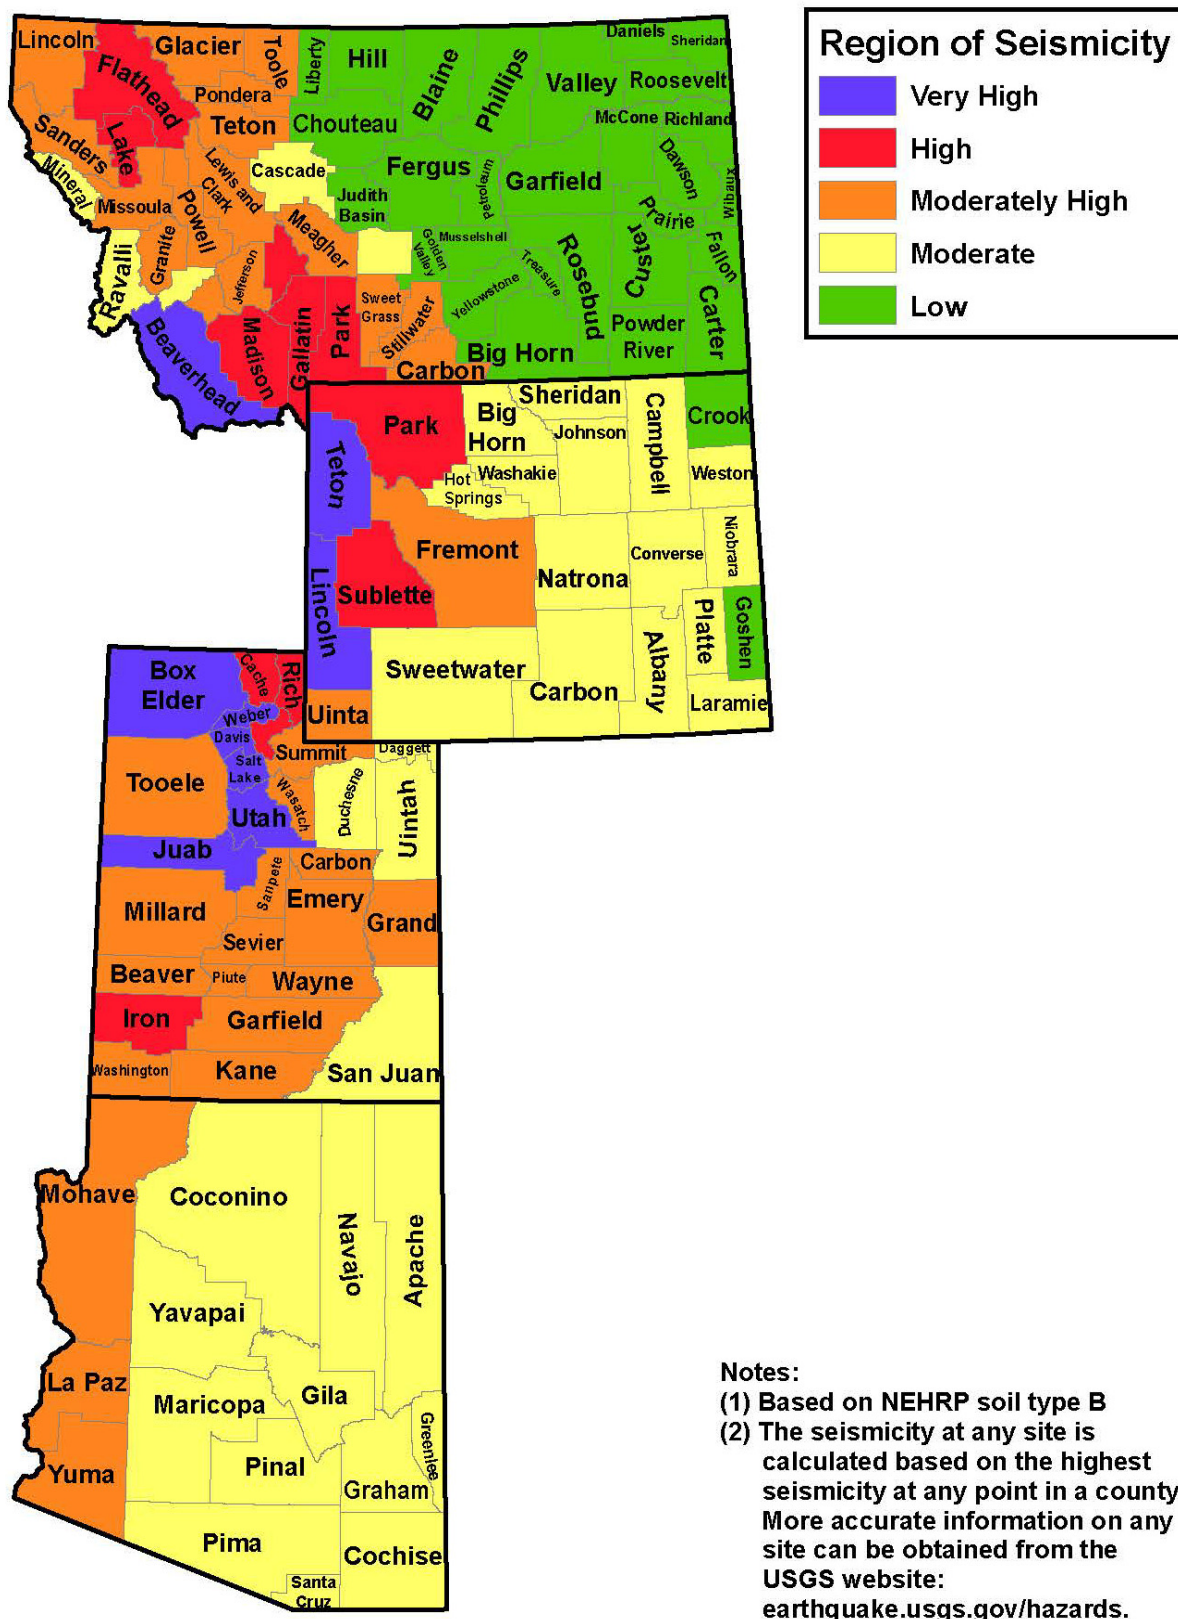 Region of Seismicity
Very High
High
Moderately High
Moderate
Low
Lincoln
Flathead
Glacier
Toole
Liberty
Hill
Blaine
Phillips
Valley
Daniels
Sheridan
Roosevelt
Pondera
Teton
Chouteau
McCone
Richland
Sanders
Lake
Mineral
Missoula
Lewis and
Clark
Powell
Cascade
Judith
Basin
Fergus
Petroleum
Garfield
Dawson
Wibaux
Prairie
Ravalli
Granite
Jefferson
Meagher
Golden
Valley
Musselshell
Treasure
Rosebud
Custer
Fallon
Beaverhead
Madison
Gallatin
Park
Sweet
Grass
Stillwater
Yellowstone
Carbon
Big Horn
Powder
River
Carter
Teton
Park
Big
Horn
Sheridan
Johnson
Campbell
Crook
Hot
Springs
Washakie
Weston
Lincoln
Sublette
Fremont
Natrona
Converse
Niobrara
Platte
Goshen
Sweetwater
Carbon
Albany
Laramie
Uinta
Box
Elder
Cache
Rich
Weber
Davis
Salt
Lake
Summit
Daggett
Tooele
Wasatch
Duchesne
Uintah
Utah
Juab
Carbon
Sanpete
Millard
Emery
Grand
Sevier
Beaver
Piute
Wayne
Iron
Garfield
Washington
Kane
San Juan
Mohave
Coconino
Navajo
Apache
Yavapai
La Paz
Maricopa
Gila
Greenlee
Yuma
Pinal
Graham
Pima
Cochise
Santa
Cruz
Notes:
(1) Based on NEHRP soil type B
(2) The seismicity at any site is
calculated based on the highest
seismicity at any point in a county
More accurate information on any
site can be obtained from the
USGS website:
earthquake.usgs.gov/hazards.